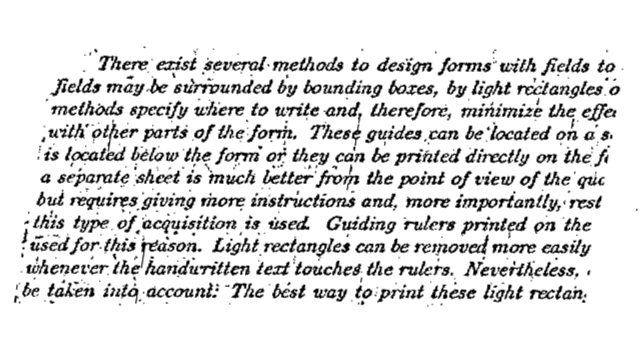 There exist several methods to design forms with fields to
fields may be surrounded by bounding boxes, by light rectangles o
methods specify where to write and, therefore, minimize the effe
with other parts of the form. These guides can be located on a s
is located below the form or they can be printed directly on the f
a separate sheet is much better from the point of view of the qua
but requires giving more instructions and, more importantly, rest
this type of acquisition is used. Guiding rulers printed on the
used for this reason. Light rectangles can be removed more easily
whenever the handwritten text touches the rulers. Nevertheless,
be taken into account: The best way to print these light rectan